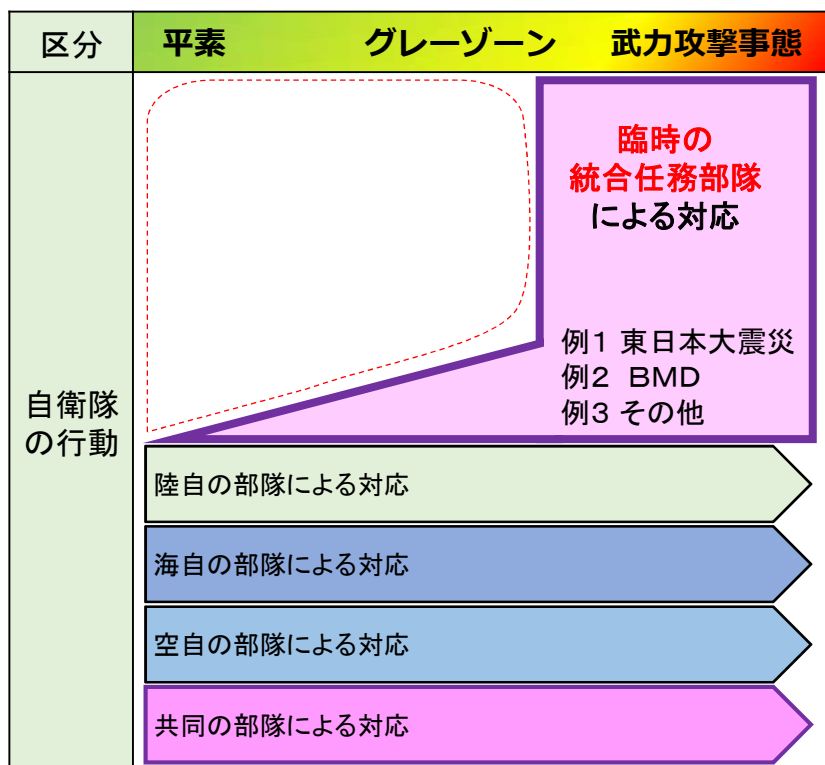 区分
平素 グレーゾーン 武力攻撃事態
臨時の
統合任務部隊
による対応
例1 東日本大震災
例2 BMD
例3 その他
自衛隊
の行動
陸自の部隊による対応
海自の部隊による対応
空自の部隊による対応
共同の部隊による対応